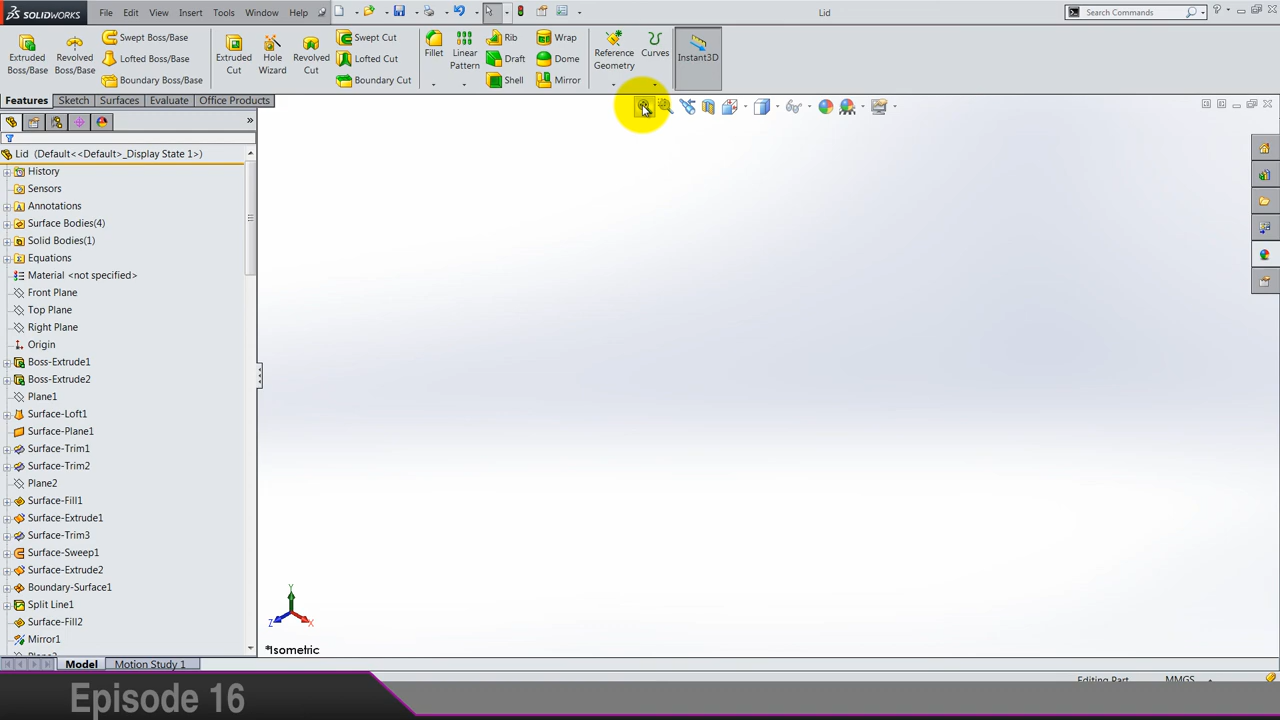 SOLIDWORKS File Edit View Insert Tools Window Help Lid Search Commands
Extruded Boss/Base
Revolved Boss/Base
Swept Boss/Base
Lofted Boss/Base
Boundary Boss/Base
Extruded Cut
Hole Wizard
Revolved Cut
Swept Cut
Lofted Cut
Boundary Cut
Fillet
Linear Pattern
Rib
Draft
Shell
Wrap
Dome
Mirror
Reference Geometry
Curves
Instant3D
Features Sketch Surfaces Evaluate Office Products
Lid (Default<<Default>_Display State 1>)
History
Sensors
Annotations
Surface Bodies(4)
Solid Bodies(1)
Equations
Material <not specified>
Front Plane
Top Plane
Right Plane
Origin
Boss-Extrude1
Boss-Extrude2
Plane1
Surface-Loft1
Surface-Plane1
Surface-Trim1
Surface-Trim2
Plane2
Surface-Fill1
Surface-Extrude1
Surface-Trim3
Surface-Sweep1
Surface-Extrude2
Boundary-Surface1
Split Line1
Surface-Fill2
Mirror1
Y
Z X
*Isometric
Model Motion Study 1
Editing Part MMGS
Episode 16